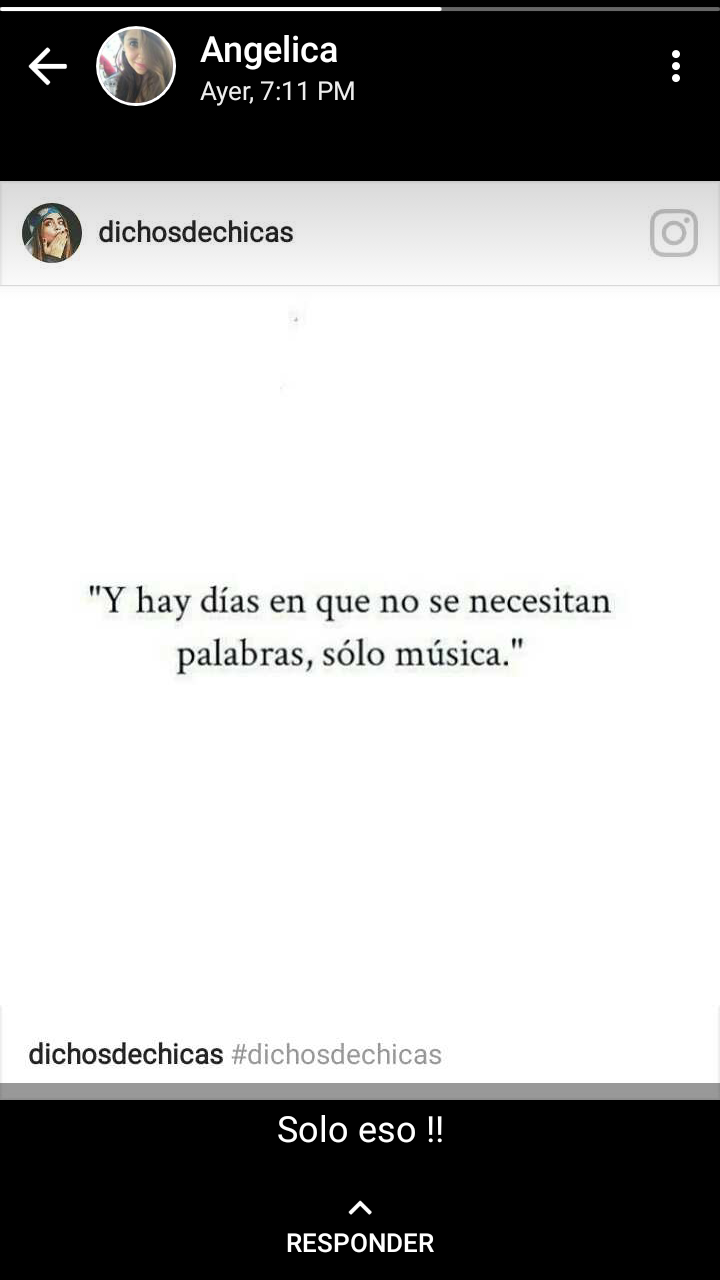 Angelica
Ayer, 7:11 PM
dichosdechicas
"Y hay días en que no se necesitan
palabras, sólo música."
dichosdechicas #dichosdechicas
Solo eso !!
RESPONDER